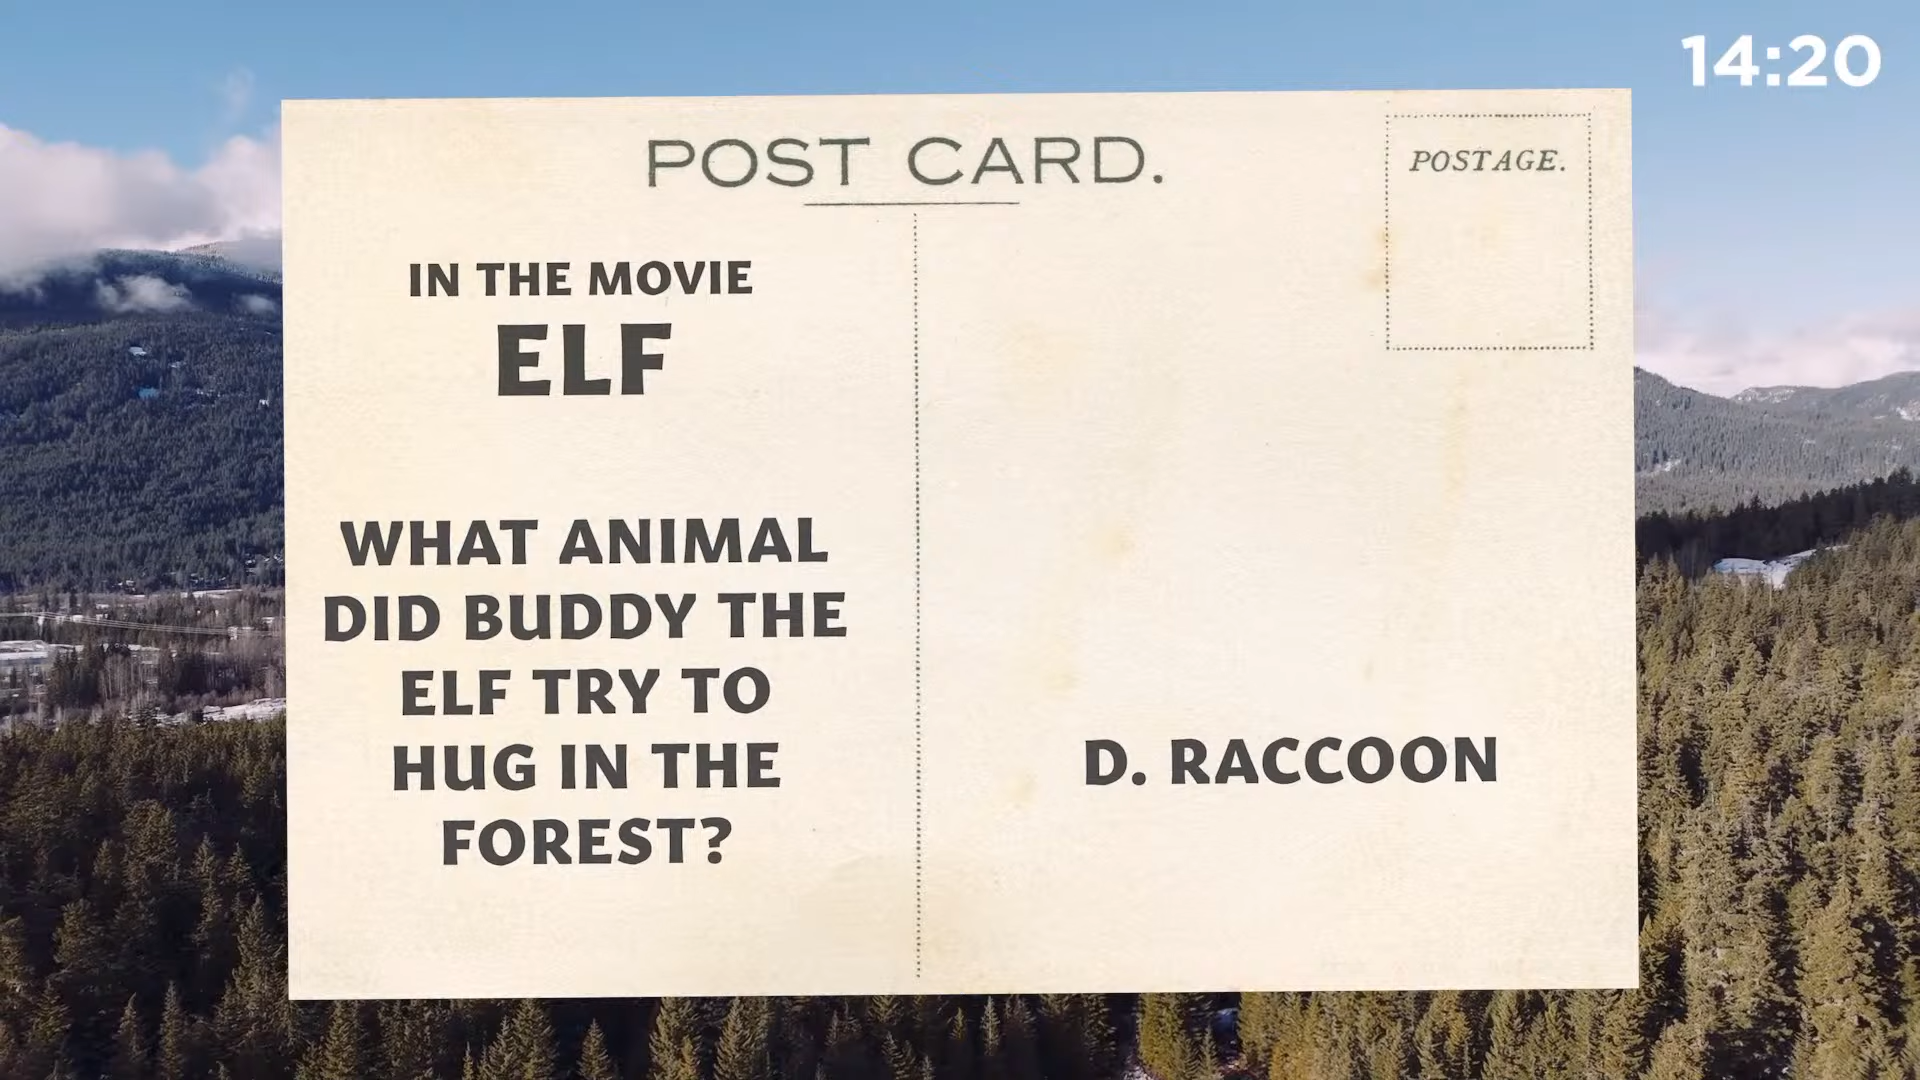 14:20
POST CARD.
POSTAGE.
IN THE MOVIE
ELF
WHAT ANIMAL
DID BUDDY THE
ELF TRY TO
HUG IN THE
FOREST?
D. RACCOON